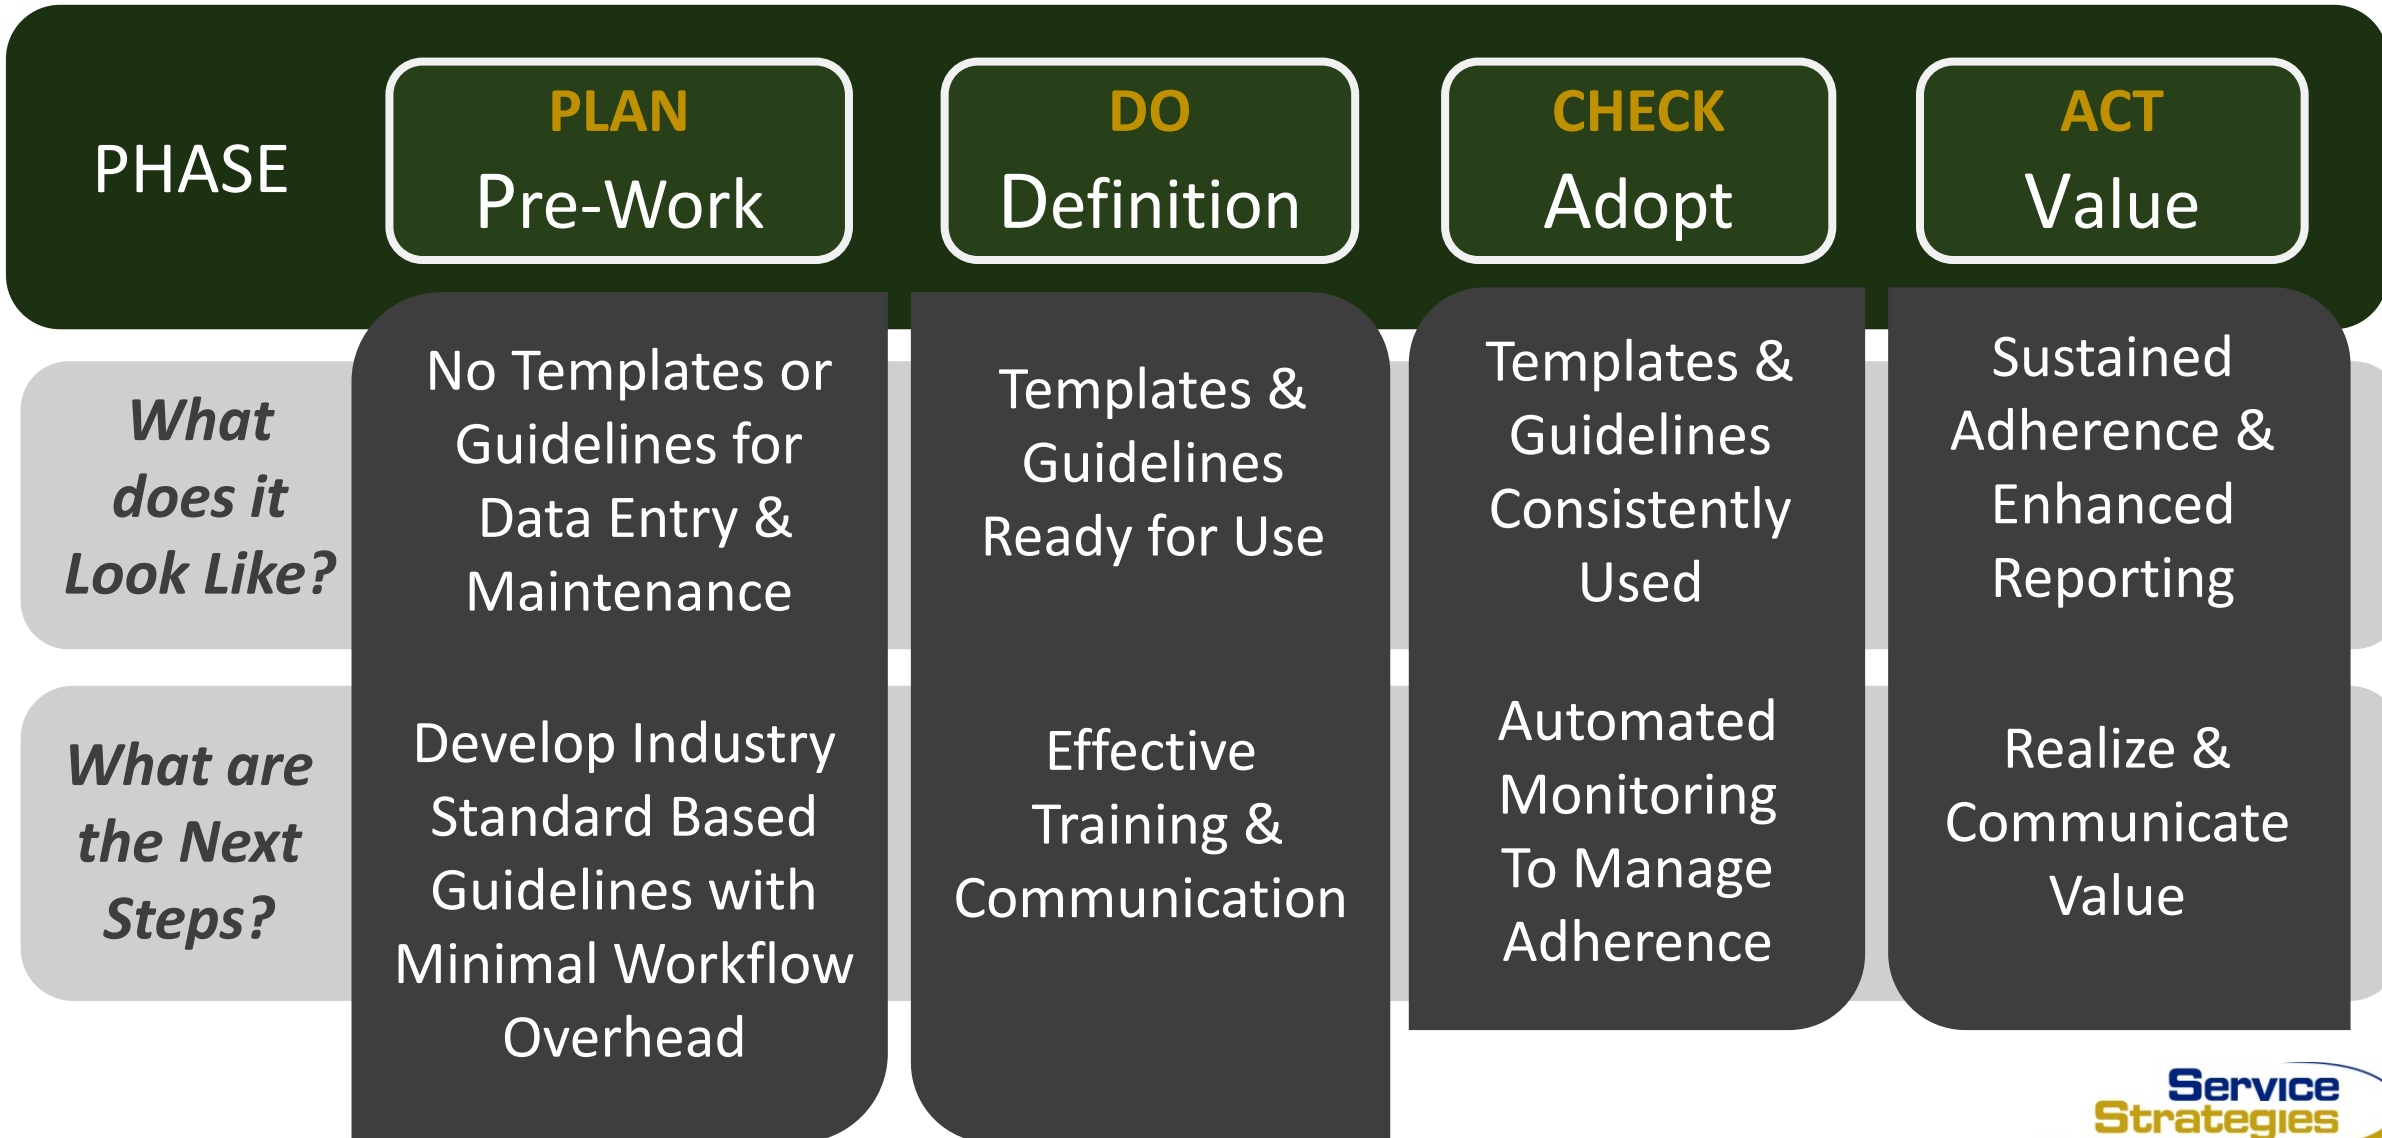 PHASE
PLAN
Pre-Work
DO
Definition
CHECK
Adopt
ACT
Value
What
does it
Look Like?
No Templates or
Guidelines for
Data Entry &
Maintenance
Templates &
Guidelines
Ready for Use
Templates &
Guidelines
Consistently
Used
Sustained
Adherence &
Enhanced
Reporting
What are
the Next
Steps?
Develop Industry
Standard Based
Guidelines with
Minimal Workflow
Overhead
Effective
Training &
Communication
Automated
Monitoring
To Manage
Adherence
Realize &
Communicate
Value
Service
Strategies